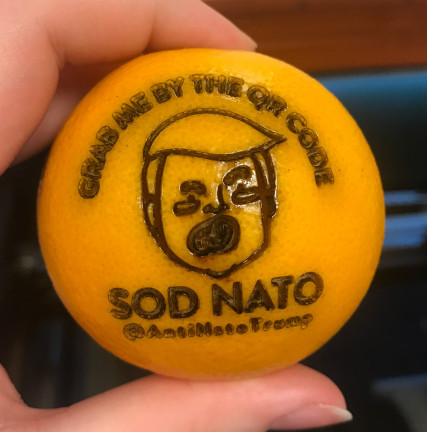 GRAB ME BY THE QR CODE
SOD NATO
@AntiNatoTrump